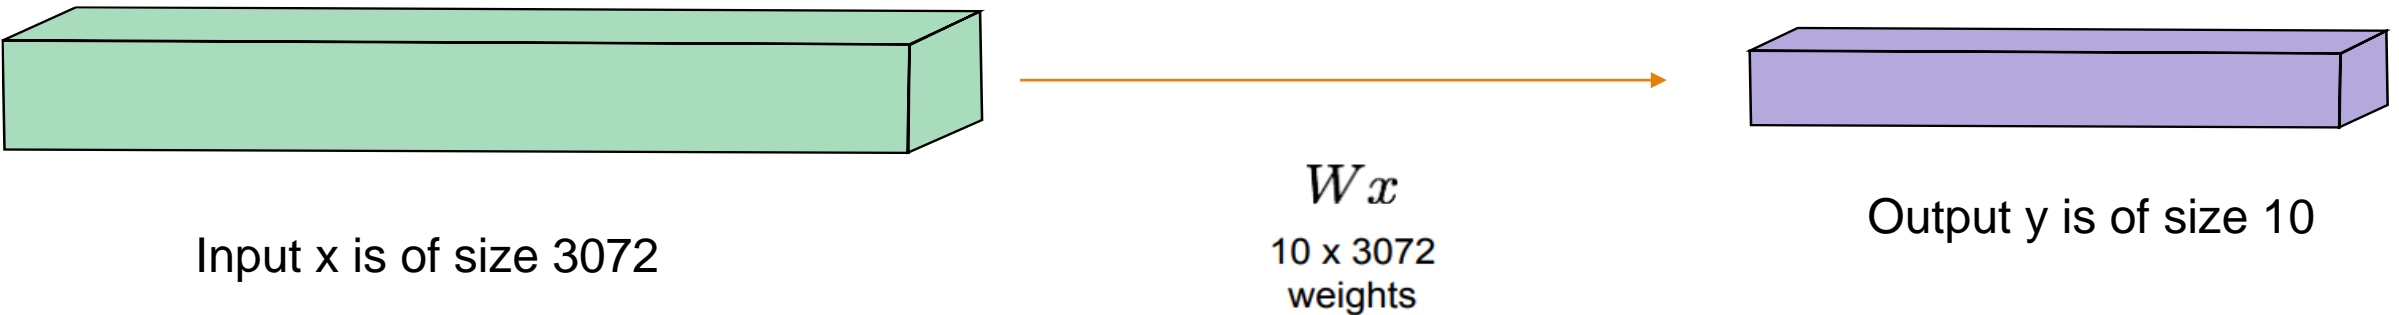 Input x is of size 3072
Wx
10 x 3072
weights
Output y is of size 10